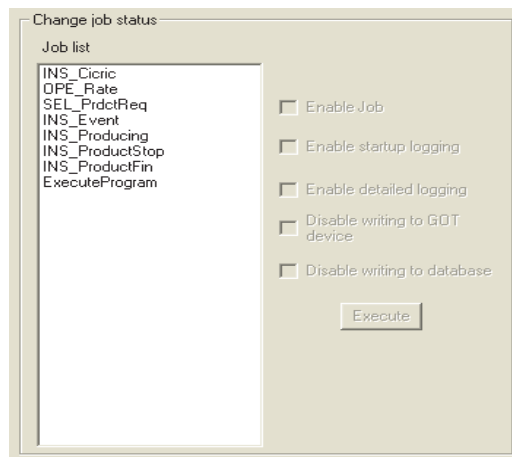 Change job status
Job list
INS_Cicric
OPE_Rate
SEL_PrdctReq
INS_Event
INS_Producing
INS_ProductStop
INS_ProductFin
ExecuteProgram
Enable Job
Enable startup logging
Enable detailed logging
Disable writing to GOT
device
Disable writing to database
Execute